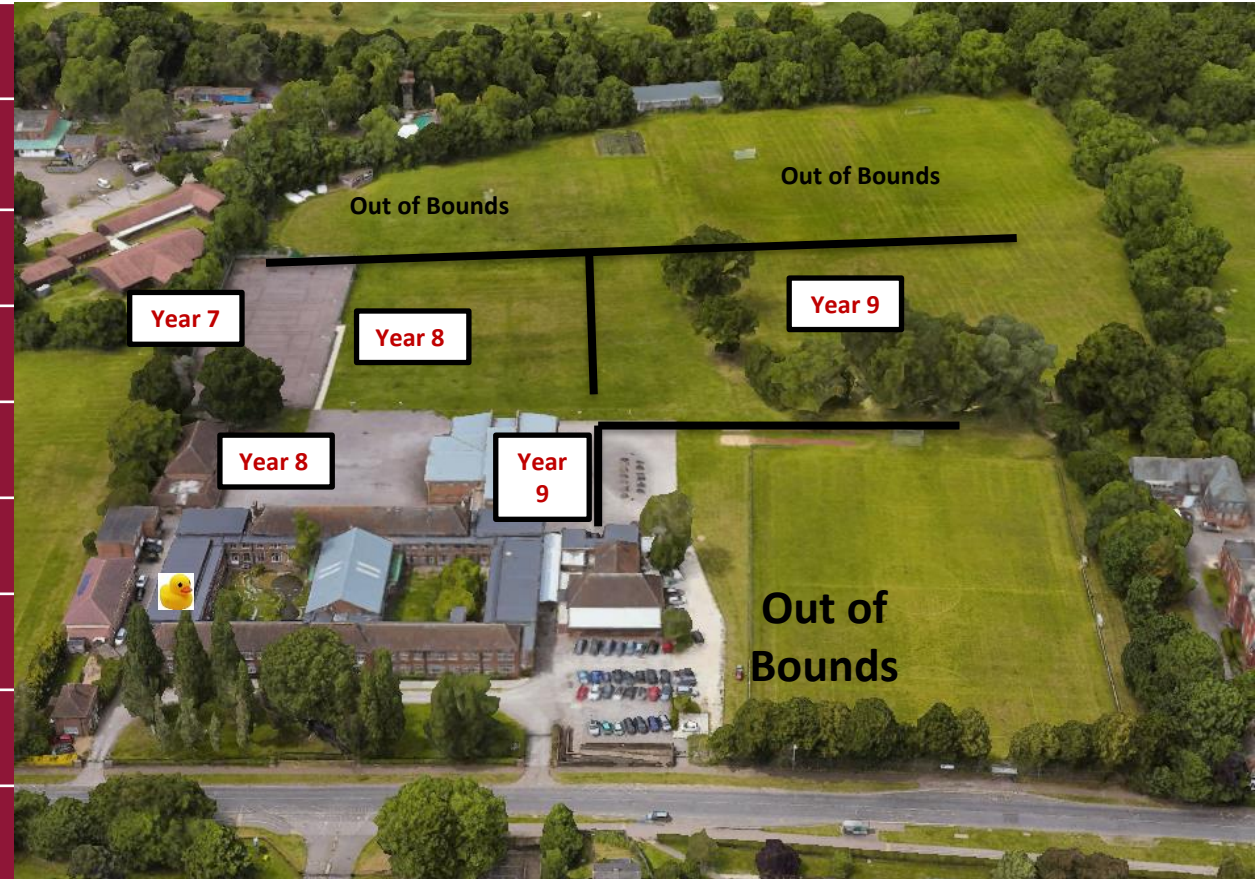 Out of Bounds
Out of Bounds
Year 7
Year 8
Year 9
Year 8
Year
9
Out of
Bounds